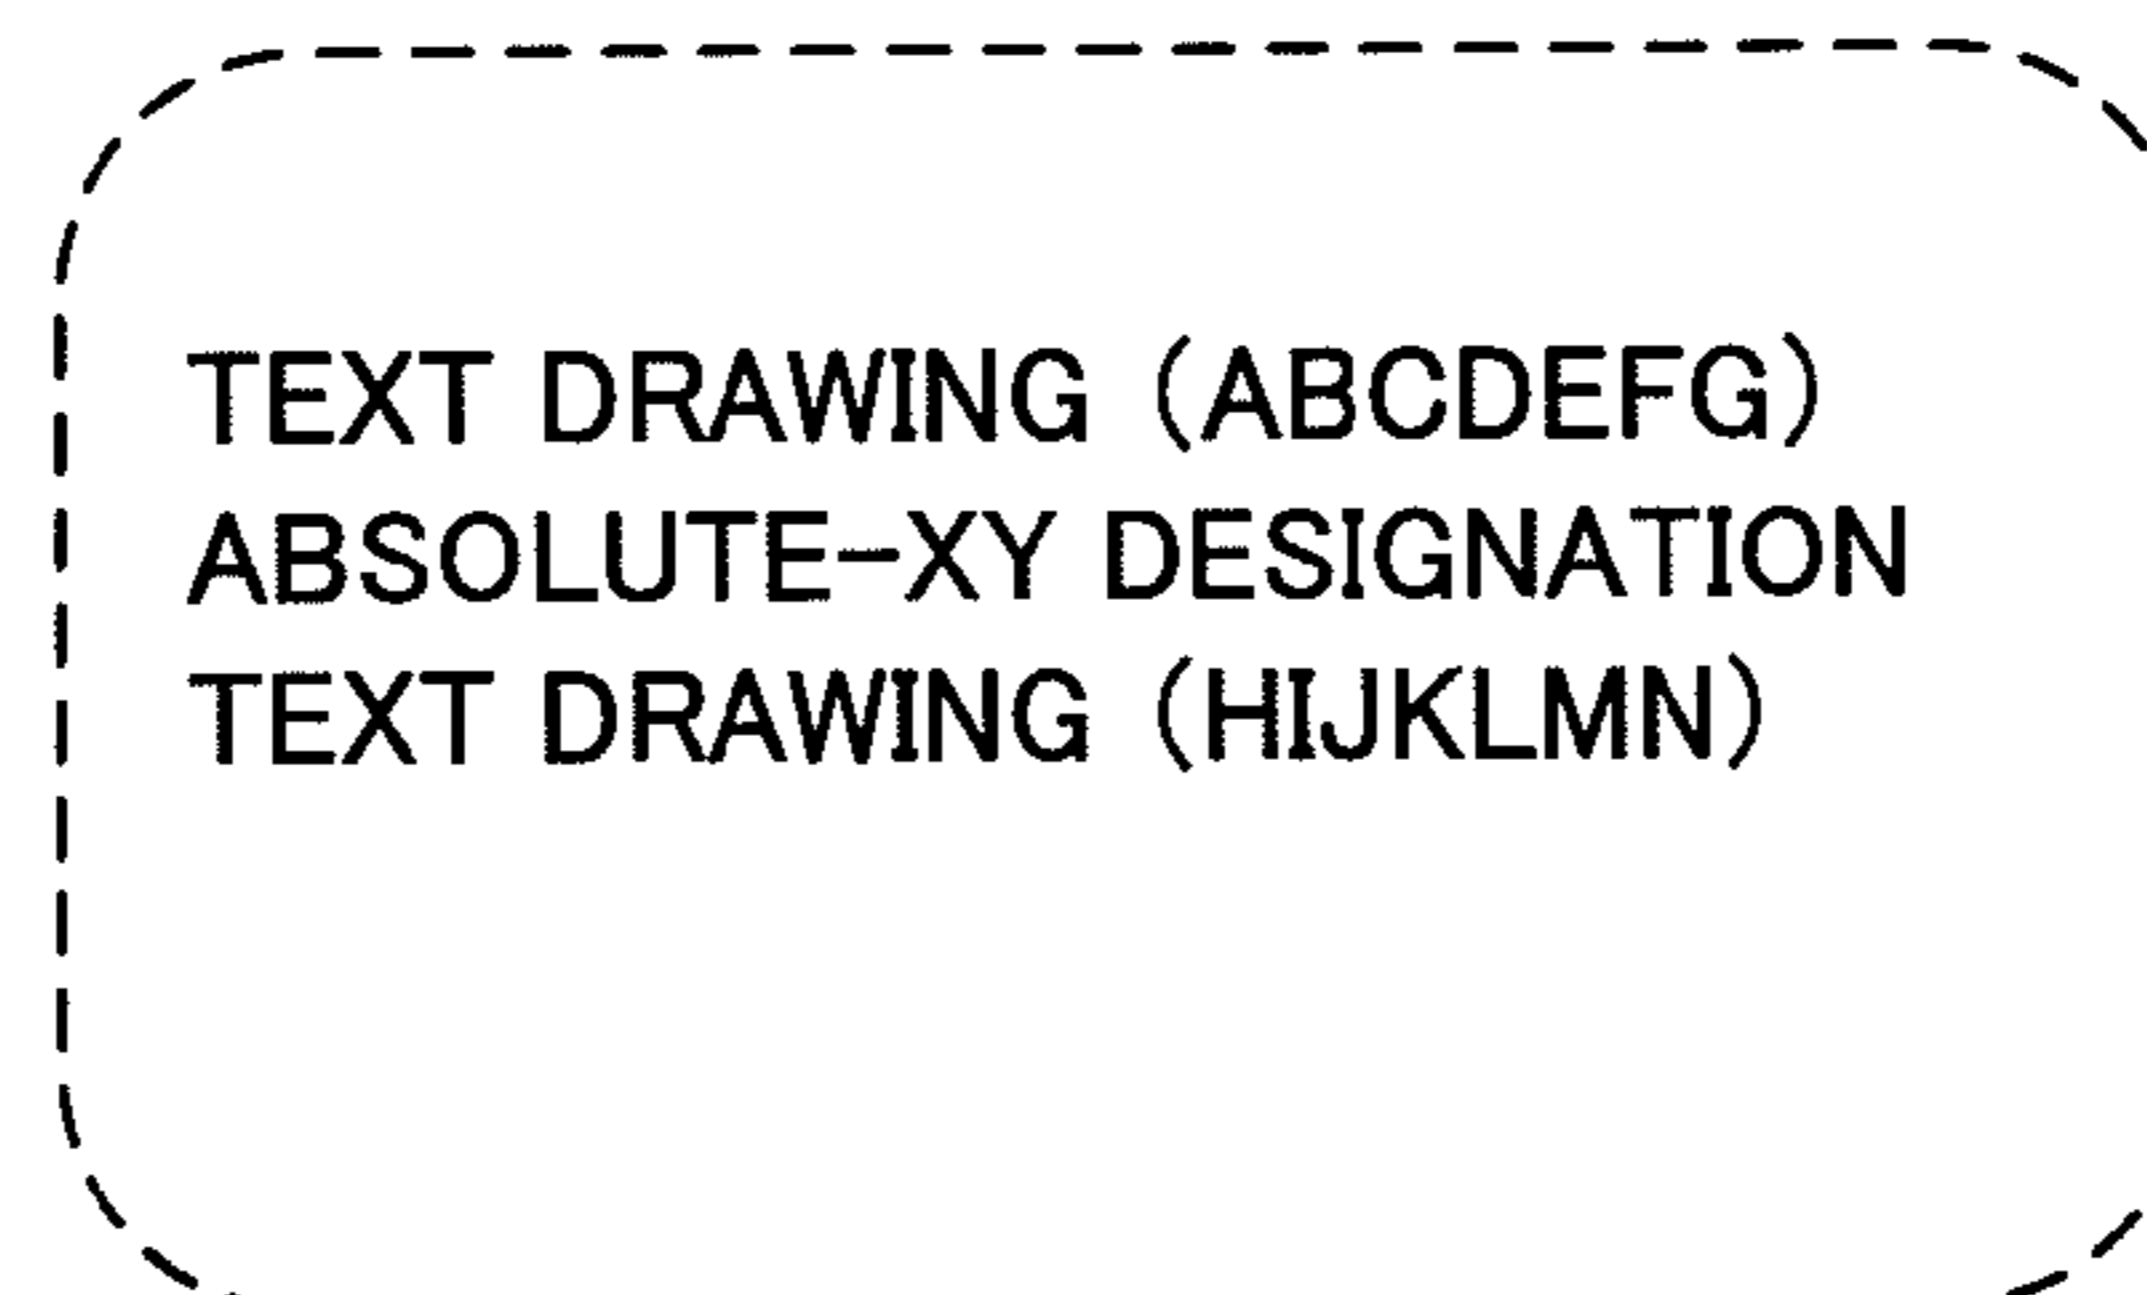 TEXT DRAWING (ABCDEFG)
ABSOLUTE-XY DESIGNATION
TEXT DRAWING (HIJKLMN)